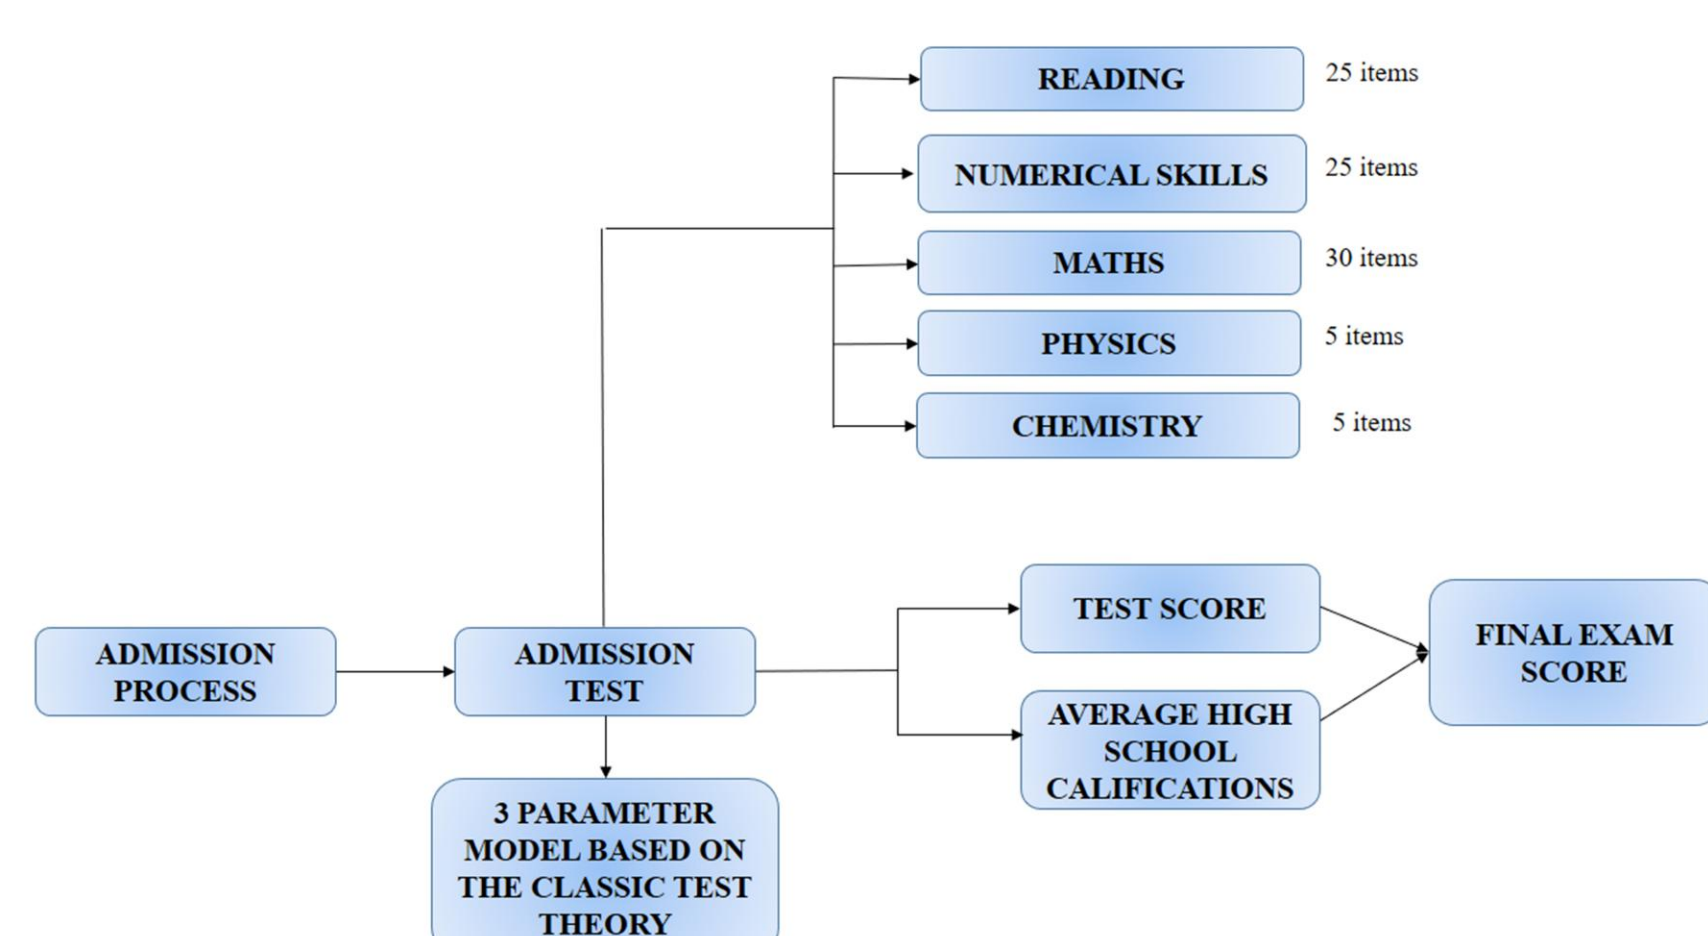 READING
25 items
NUMERICAL SKILLS
25 items
MATHS
30 items
PHYSICS
5 items
CHEMISTRY
5 items
ADMISSION
PROCESS
ADMISSION
TEST
TEST SCORE
AVERAGE HIGH
SCHOOL
CALIFICATIONS
FINAL EXAM
SCORE
3 PARAMETER
MODEL BASED ON
THE CLASSIC TEST
THEORY